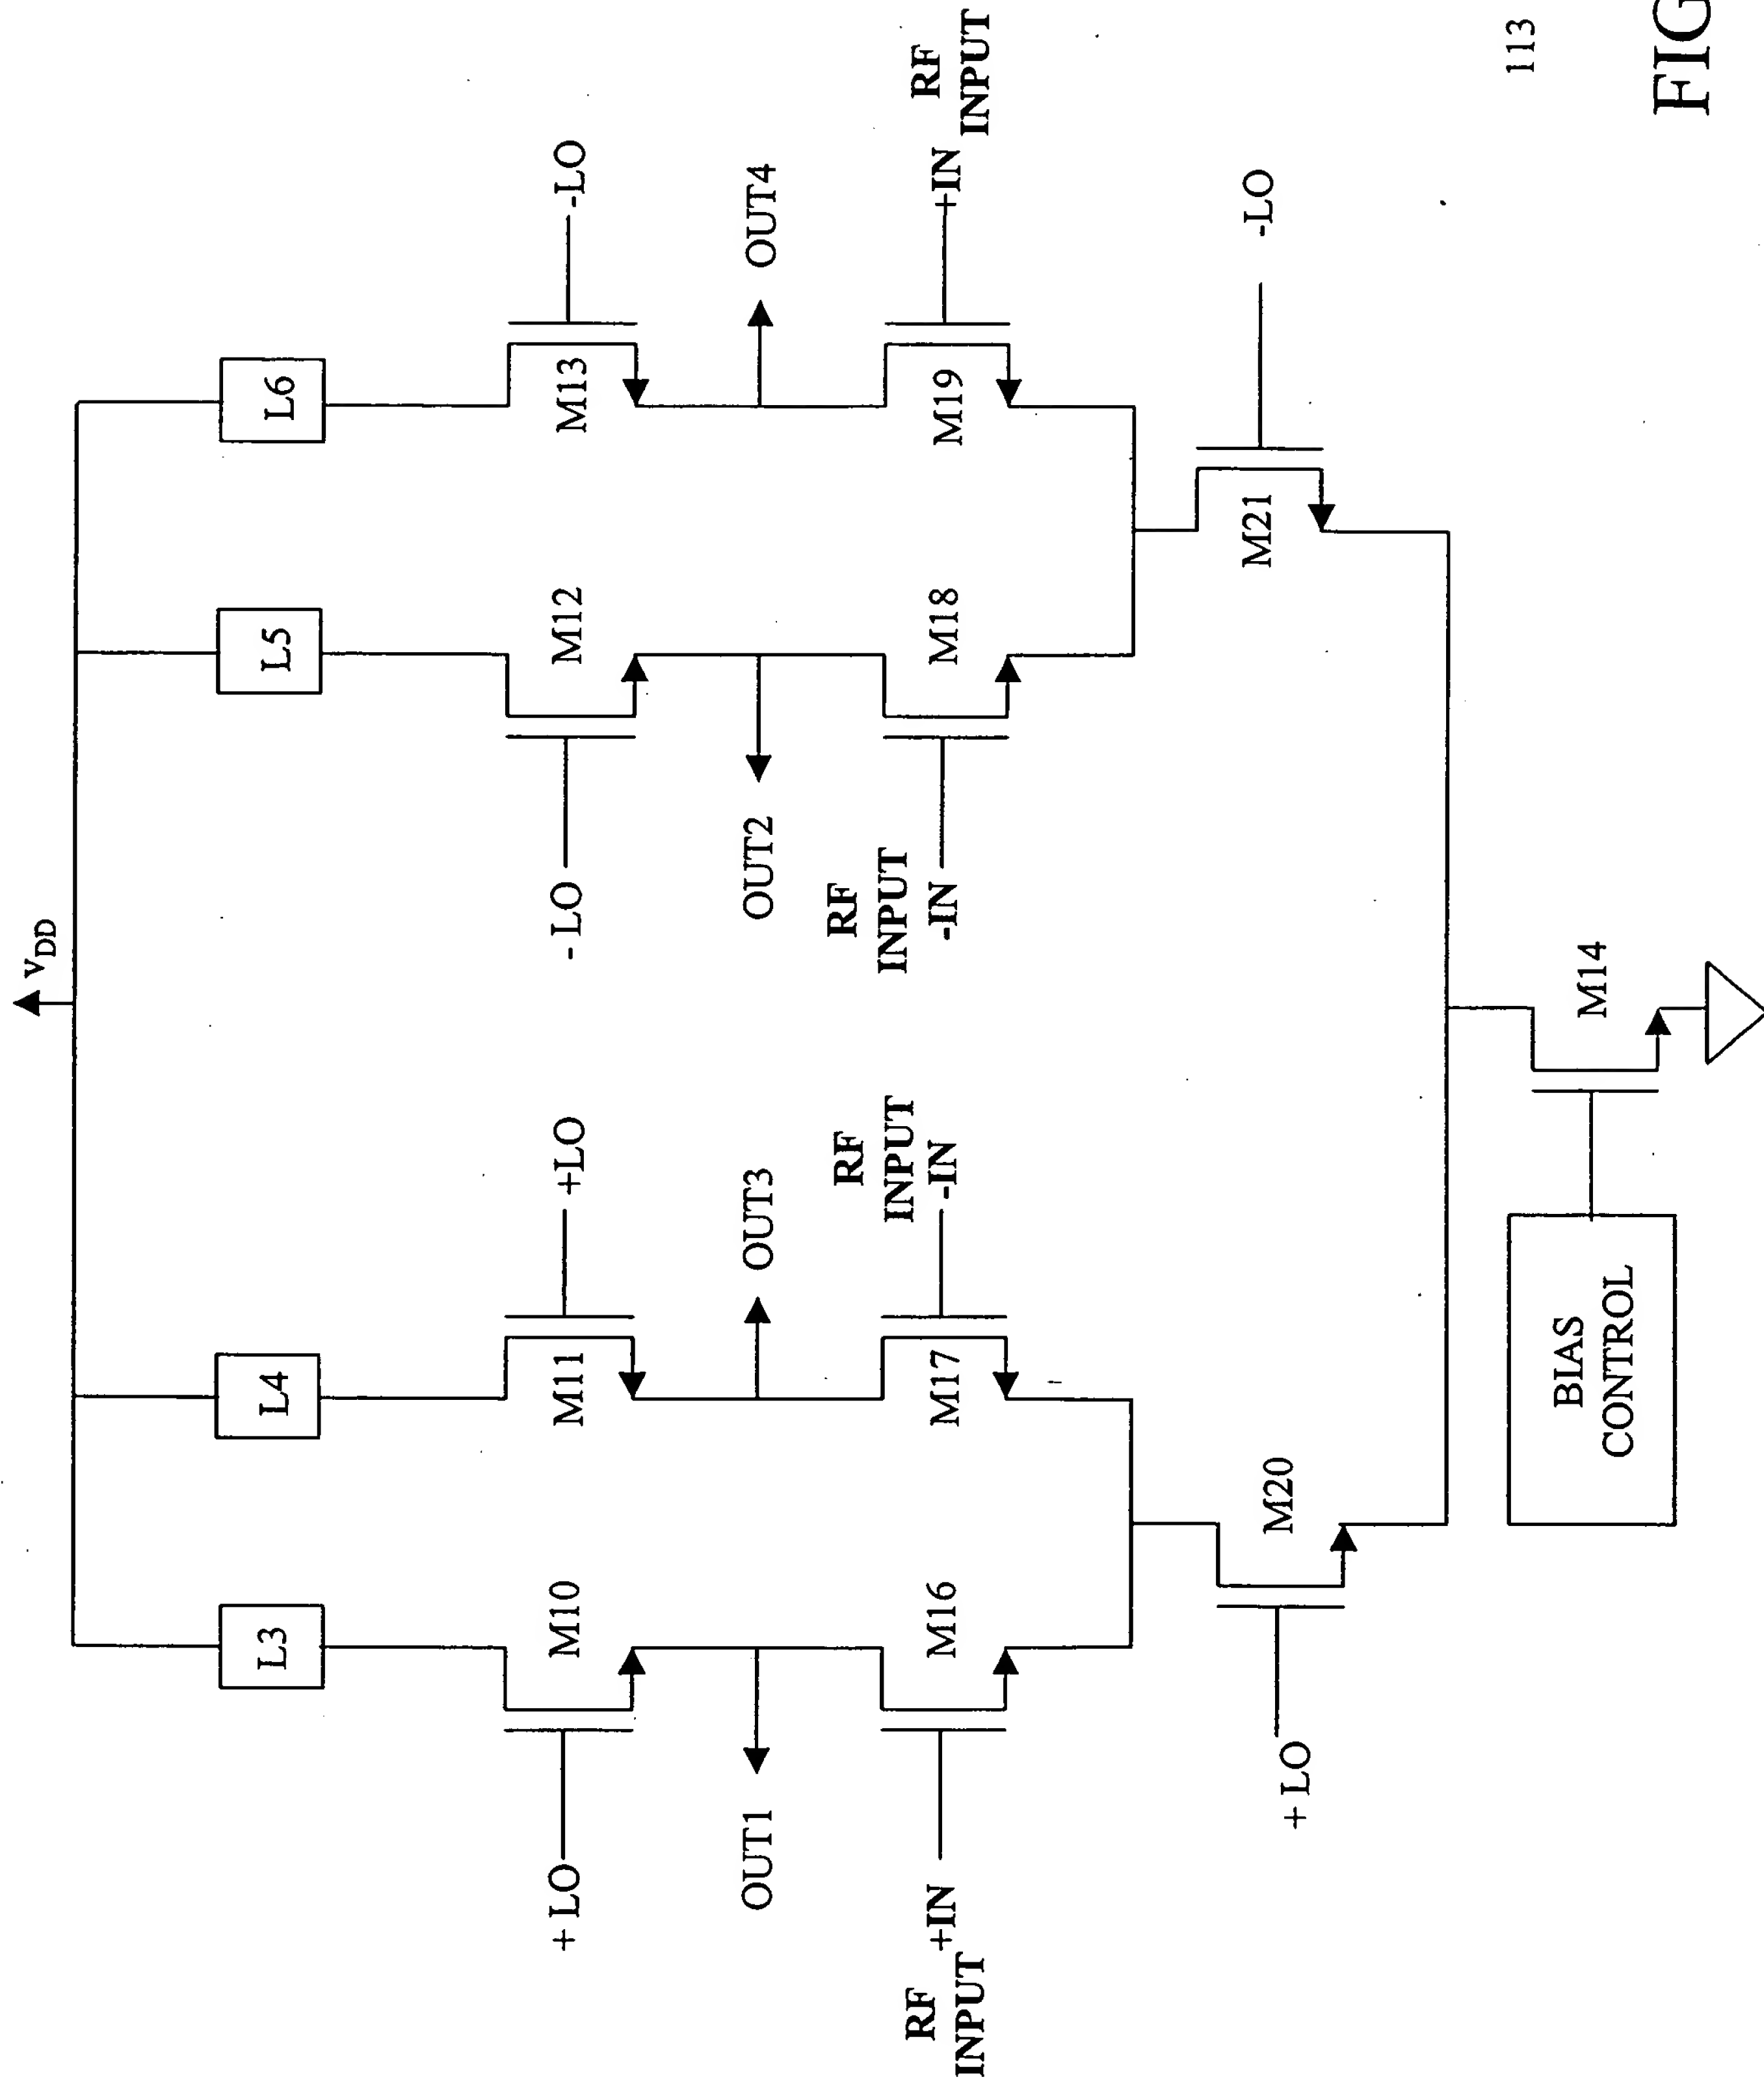 VDD
L3
L4
L5
L6
+ LO
M10
M11
+LO
- LO
M12
M13
-LO
OUT1
OUT3
OUT2
OUT4
RF
INPUT
+IN
M16
M17
RF
INPUT
-IN
RF
INPUT
-IN
M18
M19
RF
INPUT
+IN
+ LO
M20
M21
-LO
BIAS
CONTROL
M14
113
FIG